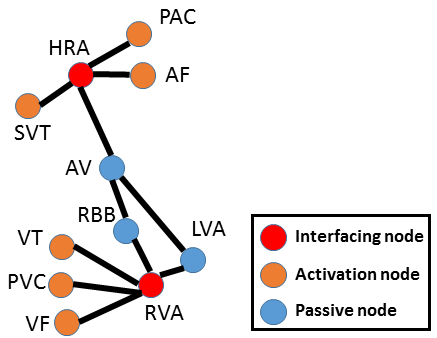 PAC
HRA
AF
SVT
AV
RBB
LVA
VT
PVC
RVA
VF
Interfacing node
Activation node
Passive node